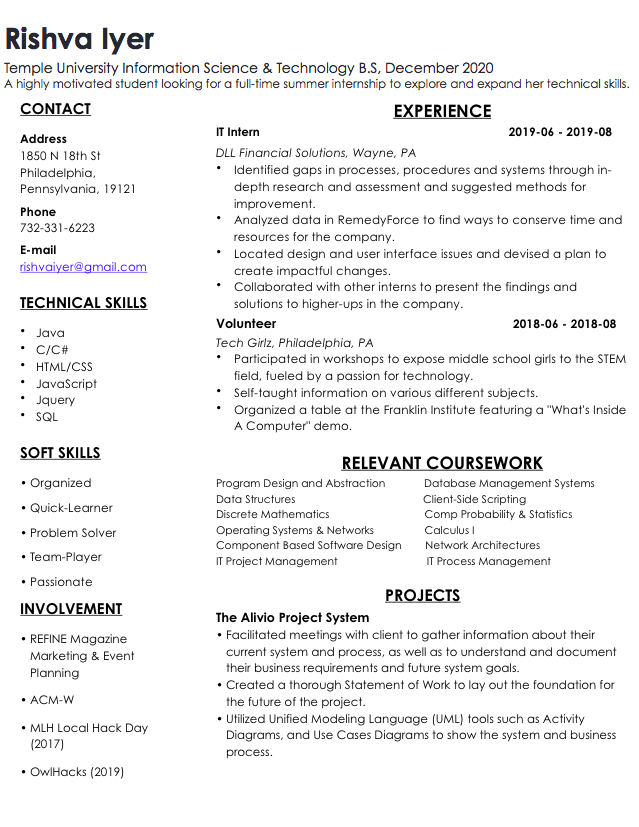 Rishva Iyer
Temple University Information Science & Technology B.S, December 2020
A highly motivated student looking for a full-time summer internship to explore and expand her technical skills.
CONTACT
Address
1850 N 18th St
Philadelphia,
Pennsylvania, 19121
Phone
732-331-6223
E-mail
rishvaiyer@gmail.com
TECHNICAL SKILLS
• Java
• C/C#
• HTML/CSS
• JavaScript
• Jquery
• SQL
SOFT SKILLS
• Organized
• Quick-Learner
• Problem Solver
• Team-Player
• Passionate
INVOLVEMENT
• REFINE Magazine
Marketing & Event
Planning
• ACM-W
• MLH Local Hack Day
(2017)
• OwlHacks (2019)
EXPERIENCE
IT Intern 2019-06 - 2019-08
DLL Financial Solutions, Wayne, PA
• Identified gaps in processes, procedures and systems through in-
depth research and assessment and suggested methods for
improvement.
• Analyzed data in RemedyForce to find ways to conserve time and
resources for the company.
• Located design and user interface issues and devised a plan to
create impactful changes.
• Collaborated with other interns to present the findings and
solutions to higher-ups in the company.
Volunteer 2018-06 - 2018-08
Tech Girlz, Philadelphia, PA
• Participated in workshops to expose middle school girls to the STEM
field, fueled by a passion for technology.
• Self-taught information on various different subjects.
• Organized a table at the Franklin Institute featuring a "What's Inside
A Computer" demo.
RELEVANT COURSEWORK
Program Design and Abstraction Database Management Systems
Data Structures Client-Side Scripting
Discrete Mathematics Comp Probability & Statistics
Operating Systems & Networks Calculus I
Component Based Software Design Network Architectures
IT Project Management IT Process Management
PROJECTS
The Alivio Project System
• Facilitated meetings with client to gather information about their
current system and process, as well as to understand and document
their business requirements and future system goals.
• Created a thorough Statement of Work to lay out the foundation for
the future of the project.
• Utilized Unified Modeling Language (UML) tools such as Activity
Diagrams, and Use Cases Diagrams to show the system and business
process.